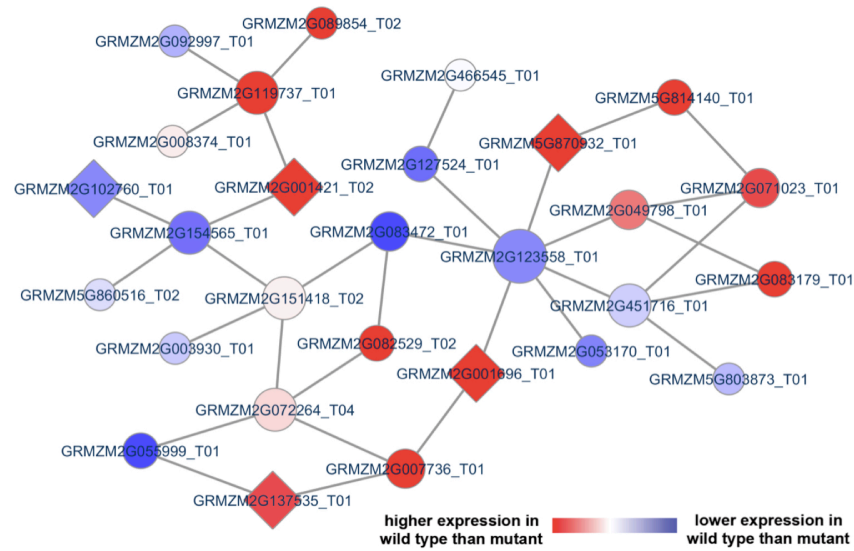 GRMZM2G089854_T02
GRMZM2G092997_T01
GRMZM2G466545_T01
GRMZM2G119737_T01
GRMZM5G814140_T01
GRMZM2G008374_T01
GRMZM5G870932_T01
GRMZM2G127524_T01
GRMZM2G102760_T01
GRMZM2G001421_T02
GRMZM2G071023_T01
GRMZM2G049798_T01
GRMZM2G154565_T01
GRMZM2G083472_T01
GRMZM2G123558_T01
GRMZM2G083179_T01
GRMZM5G860516_T02
GRMZM2G151418_T02
GRMZM2G451716_T01
GRMZM2G003930_T01
GRMZM2G082529_T02
GRMZM2G053170_T01
GRMZM2G001696_T01
GRMZM5G803873_T01
GRMZM2G072264_T04
GRMZM2G055999_T01
GRMZM2G007736_T01
GRMZM2G137535_T01
higher expression in
wild type than mutant
lower expression in
wild type than mutant